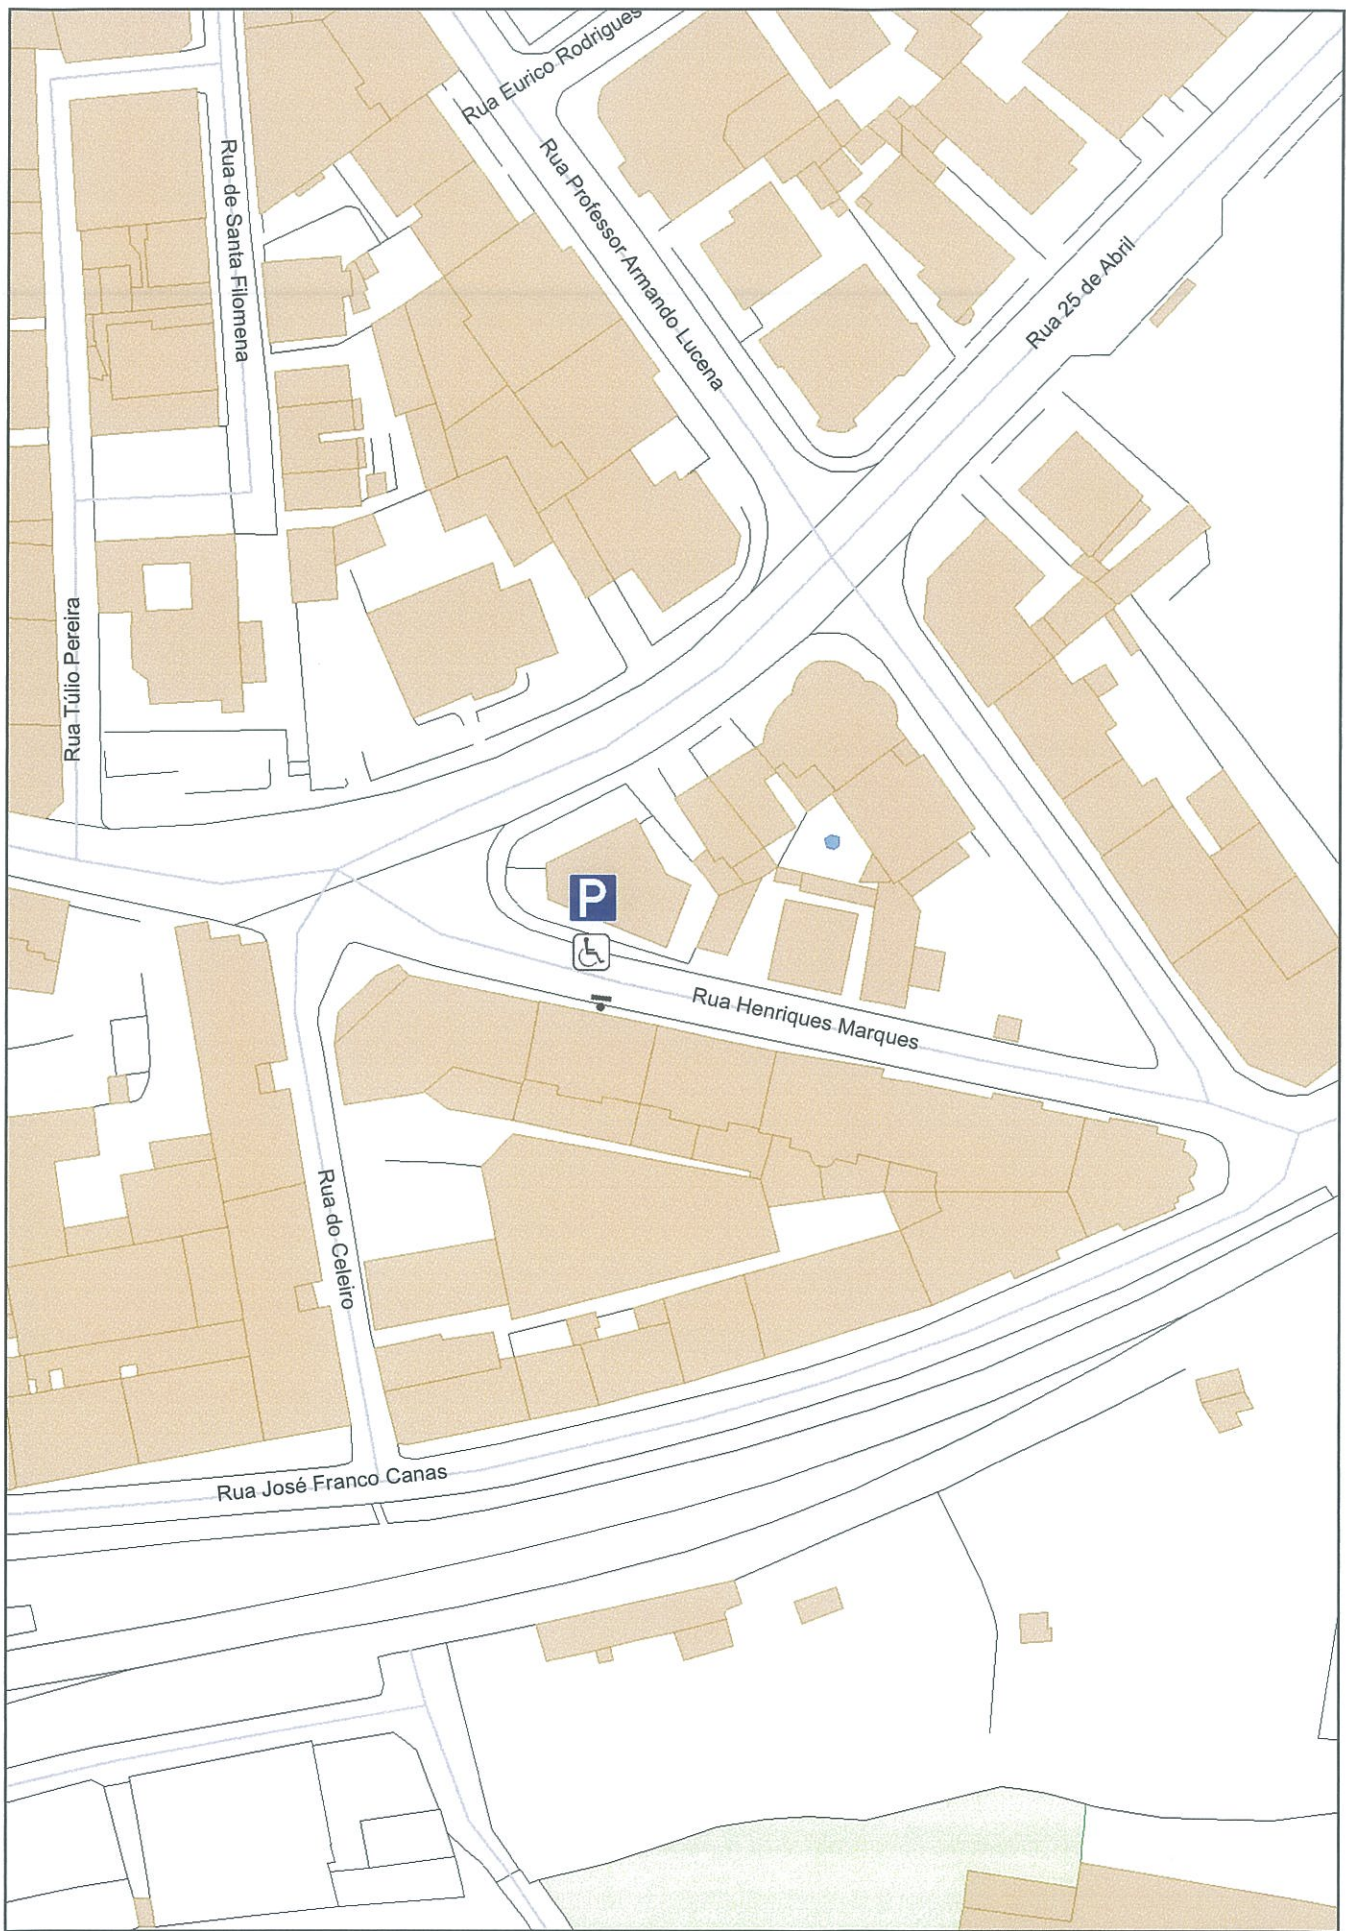 Rua Eurico Rodrigues
Rua de Santa Filomena
Rua Professor Armando Lucena
Rua 25 de Abril
Rua Túlio Pereira
P
Rua Henriques Marques
Rua do Celeiro
Rua José Franco Canas